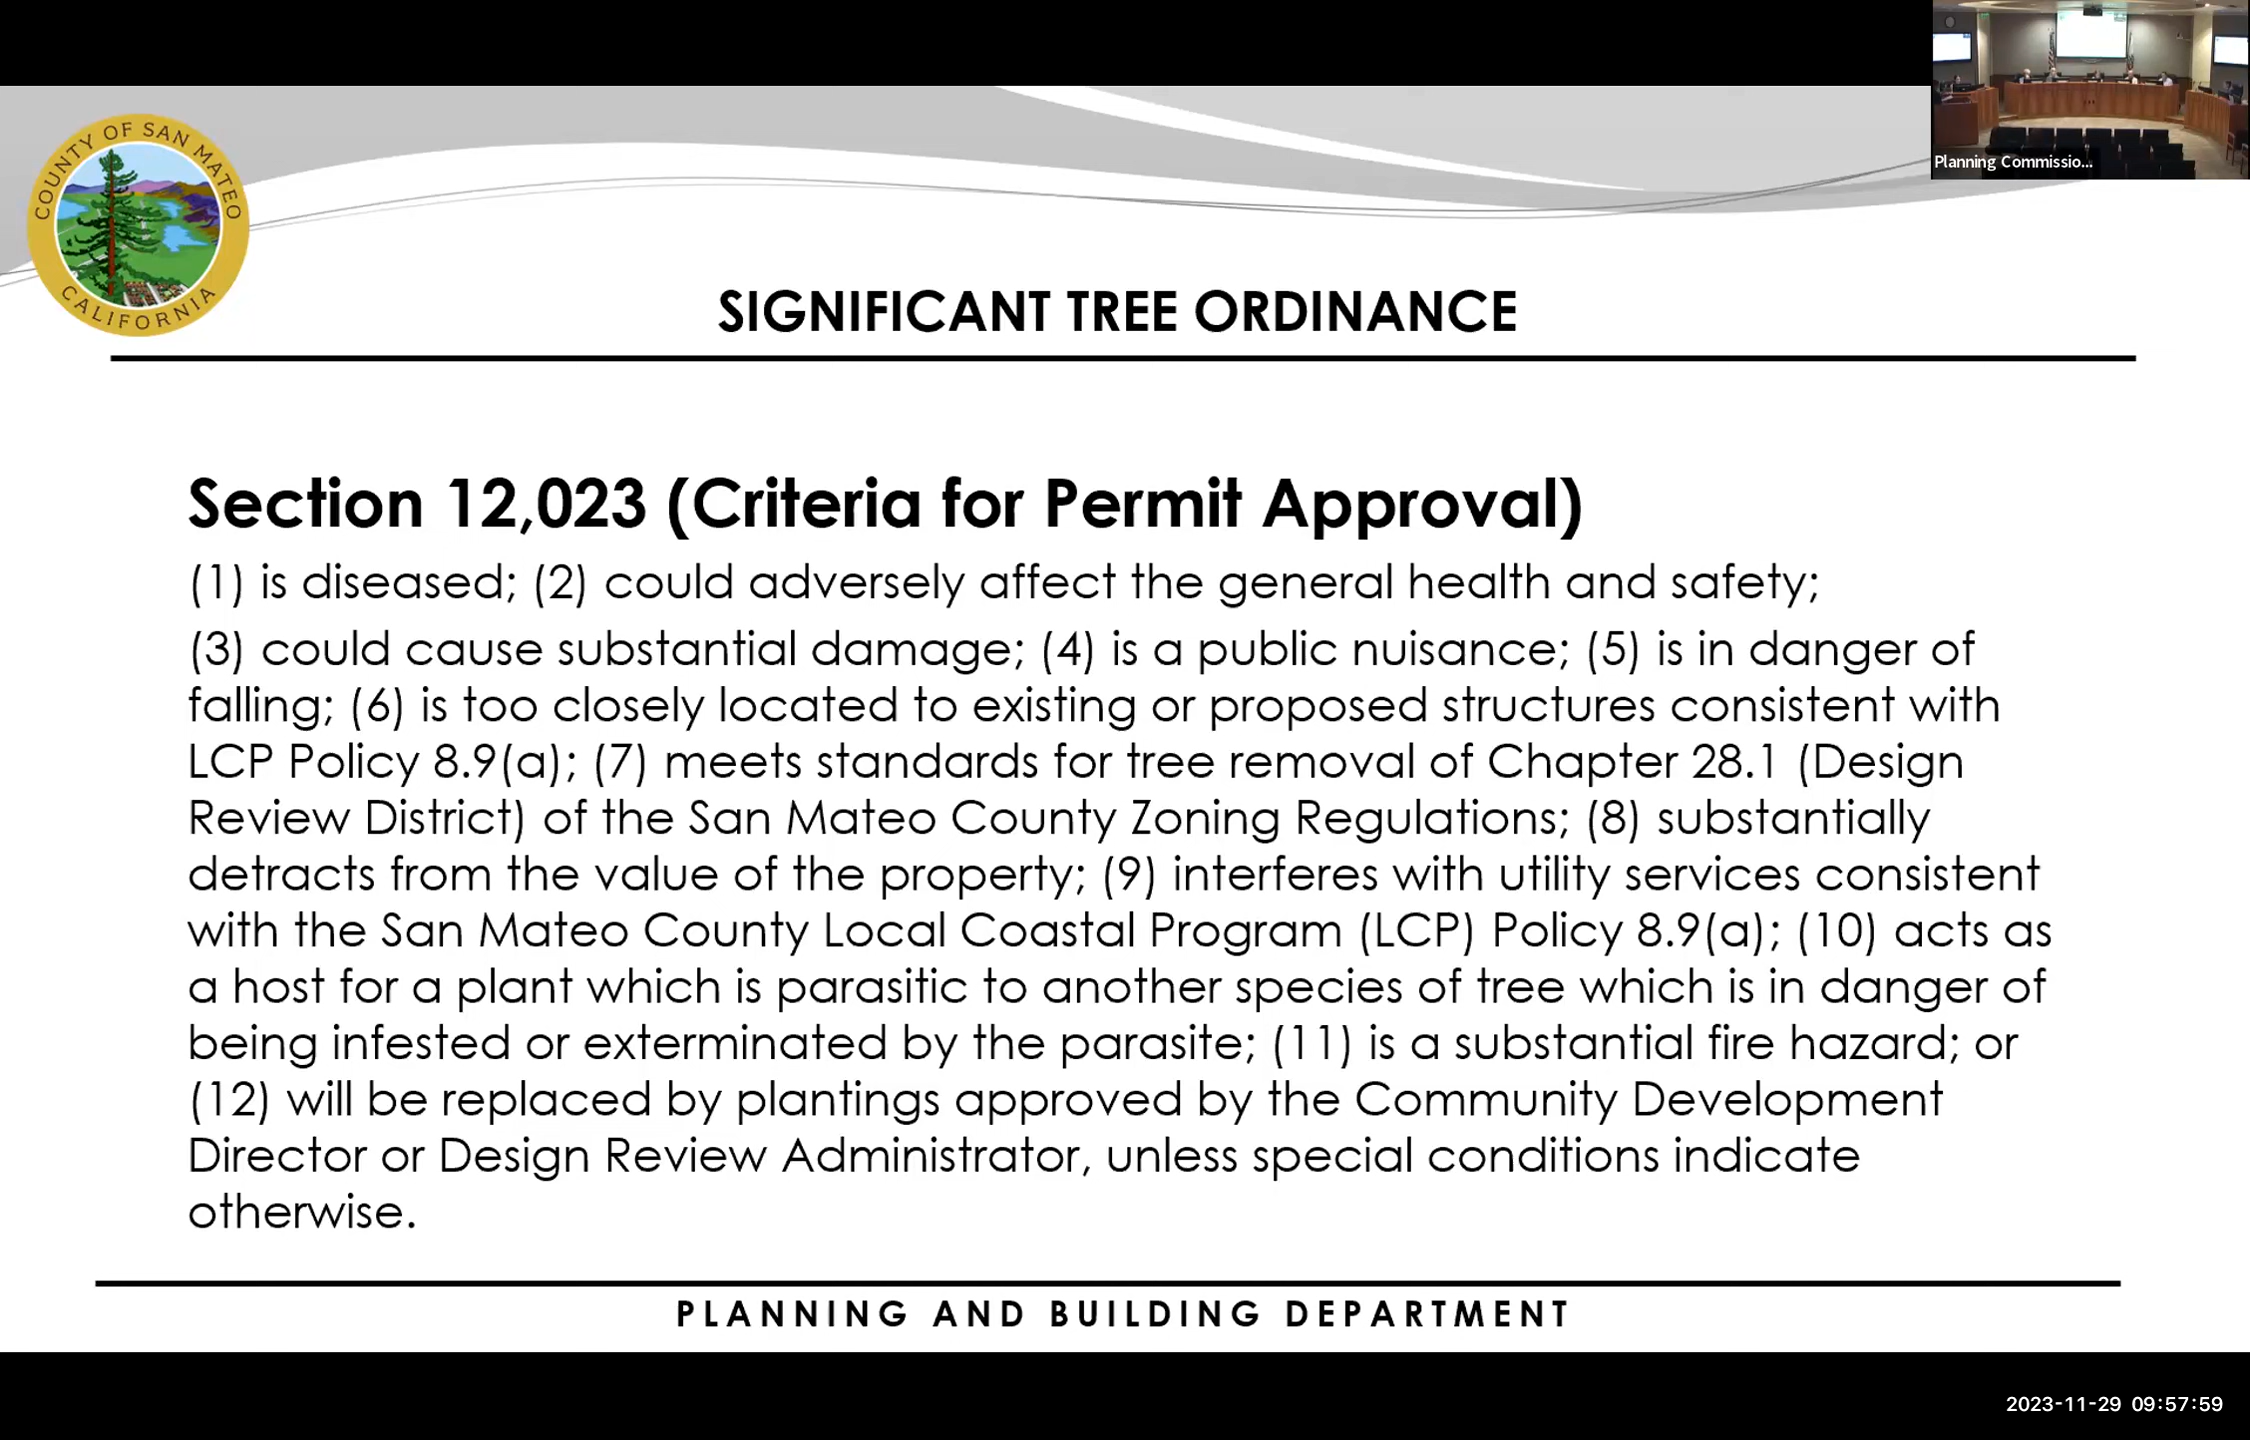 Planning Commissio...
COUNTY OF SAN MATEO
CALIFORNIA
SIGNIFICANT TREE ORDINANCE
Section 12,023 (Criteria for Permit Approval)
(1) is diseased; (2) could adversely affect the general health and safety;
(3) could cause substantial damage; (4) is a public nuisance; (5) is in danger of
falling; (6) is too closely located to existing or proposed structures consistent with
LCP Policy 8.9(a); (7) meets standards for tree removal of Chapter 28.1 (Design
Review District) of the San Mateo County Zoning Regulations; (8) substantially
detracts from the value of the property; (9) interferes with utility services consistent
with the San Mateo County Local Coastal Program (LCP) Policy 8.9(a); (10) acts as
a host for a plant which is parasitic to another species of tree which is in danger of
being infested or exterminated by the parasite; (11) is a substantial fire hazard; or
(12) will be replaced by plantings approved by the Community Development
Director or Design Review Administrator, unless special conditions indicate
otherwise.
PLANNING AND BUILDING DEPARTMENT
2023-11-29 09:57:59